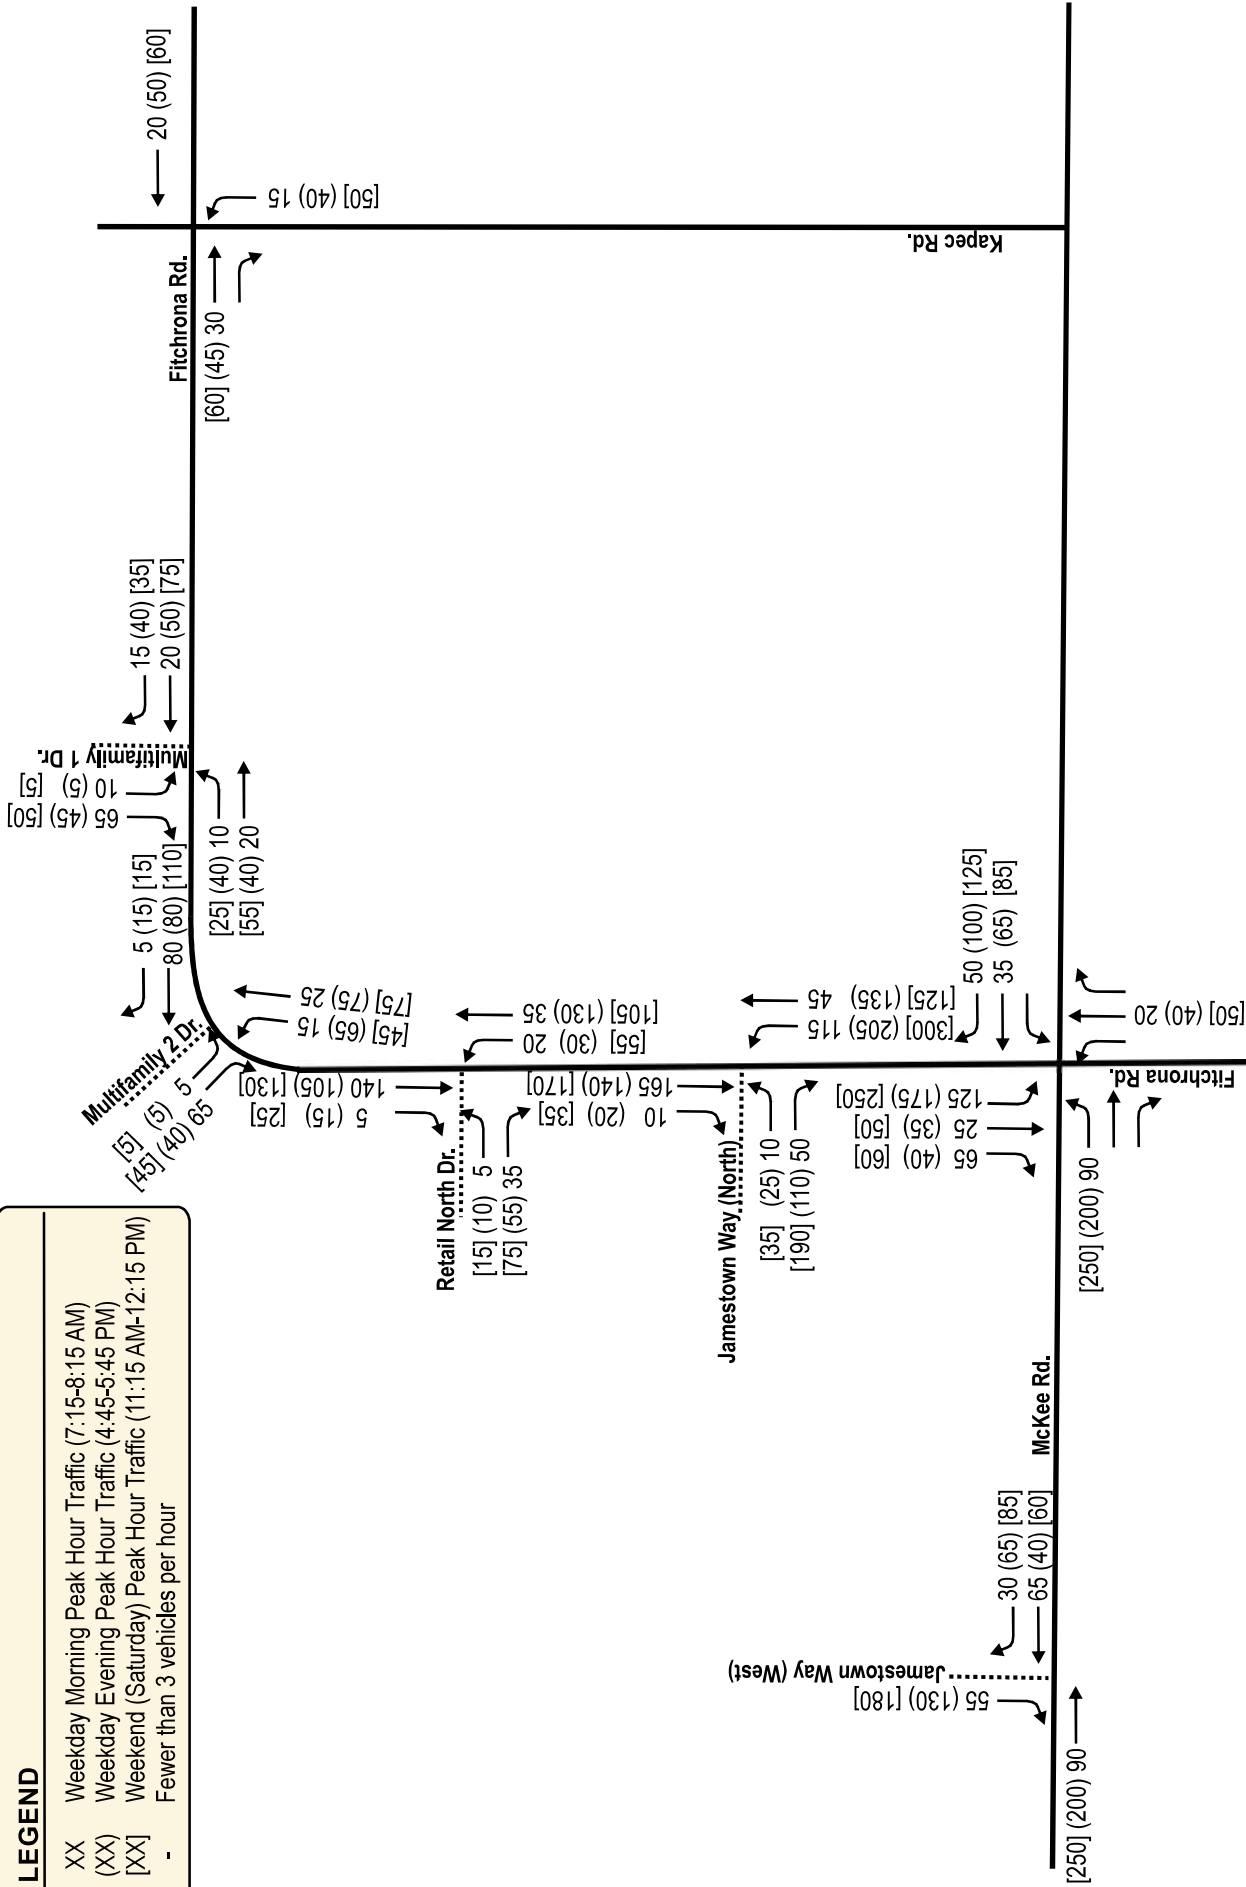 LEGEND
XX Weekday Morning Peak Hour Traffic (7:15-8:15 AM)
(XX) Weekday Evening Peak Hour Traffic (4:45-5:45 PM)
[XX] Weekend (Saturday) Peak Hour Traffic (11:15 AM-12:15 PM)
- Fewer than 3 vehicles per hour
20 (50) [60]
[50] (40) 15
Kapec Rd.
Fitchrona Rd.
[60] (45) 30
15 (40) [35]
20 (50) [75]
Multifamily 1 Dr.
10 (5) [5]
65 (45) [50]
5 (15) [15]
80 (80) [110]
[25] (40) 10
[55] (40) 20
Multifamily 2 Dr.
[5] (5) 5
[45] (40) 65
[75] (75) 25
[45] (65) 15
140 (105) [130]
5 (15) [25]
[105] (130) 35
[55] (30) 20
Retail North Dr.
[15] (10) 5
[75] (55) 35
165 (140) [170]
10 (20) [35]
[125] (135) 45
[300] (205) 115
Jamestown Way (North)
[35] (25) 10
[190] (110) 50
125 (175) [250]
25 (35) [50]
65 (40) [60]
50 (100) [125]
35 (65) [85]
[50] (40) 20
Fitchrona Rd.
[250] (200) 90
McKee Rd.
30 (65) [85]
65 (40) [60]
Jamestown Way (West)
55 (130) [180]
[250] (200) 90